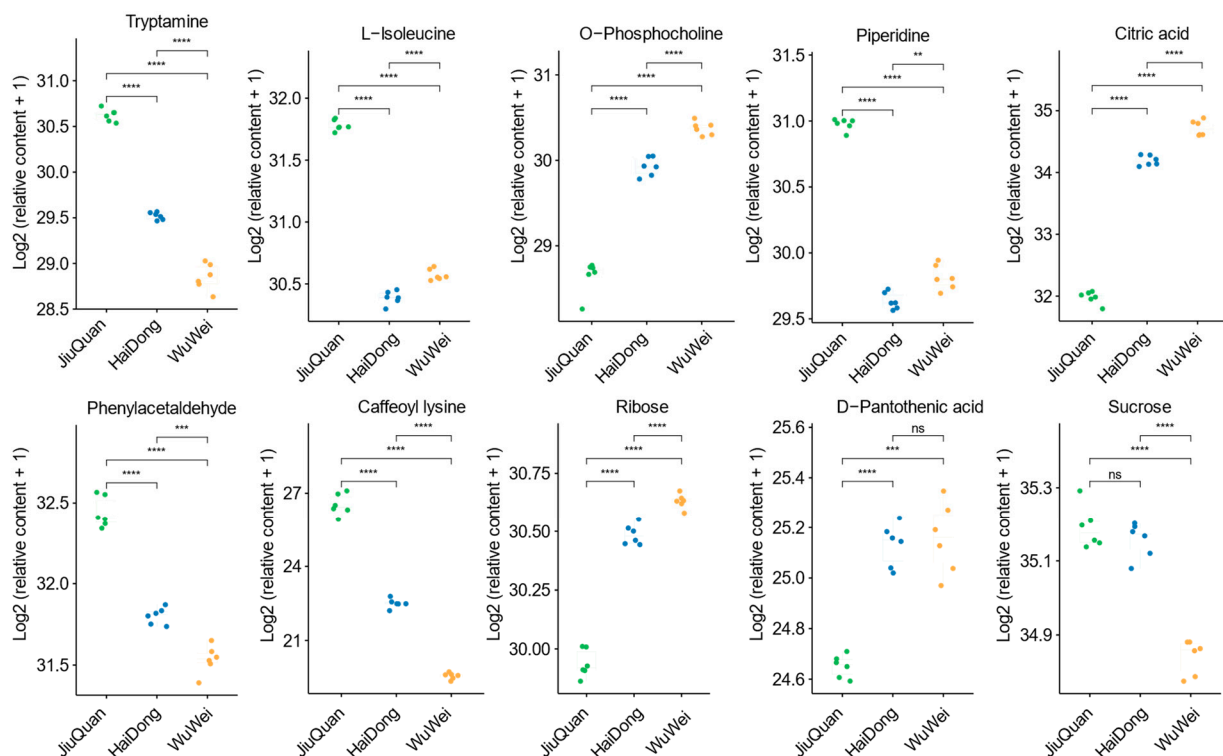 Tryptamine
Log2 (relative content + 1)
31.0
30.5
30.0
29.5
29.0
28.5
****
****
****
JiuQuan
HaiDong
WuWei
L−Isoleucine
Log2 (relative content + 1)
32.0
31.5
31.0
30.5
****
****
****
JiuQuan
HaiDong
WuWei
O−Phosphocholine
Log2 (relative content + 1)
31
30
28
****
****
****
JiuQuan
HaiDong
WuWei
Piperidine
Log2 (relative content + 1)
31.5
31.0
30.5
30.0
29.5
**
****
****
JiuQuan
HaiDong
WuWei
Citric acid
Log2 (relative content + 1)
35
34
33
32
****
****
****
JiuQuan
HaiDong
WuWei
Phenylacetaldehyde
Log2 (relative content + 1)
32.5
32.0
31.5
***
****
****
JiuQuan
HaiDong
WuWei
Caffeoyl lysine
Log2 (relative content + 1)
27
24
21
****
****
****
JiuQuan
HaiDong
WuWei
Ribose
Log2 (relative content + 1)
30.75
30.50
30.25
30.00
****
****
****
JiuQuan
HaiDong
WuWei
D−Pantothenic acid
Log2 (relative content + 1)
25.6
25.4
25.2
25.0
24.8
24.6
ns
***
****
JiuQuan
HaiDong
WuWei
Sucrose
Log2 (relative content + 1)
35.3
35.1
34.9
****
****
ns
JiuQuan
HaiDong
WuWei